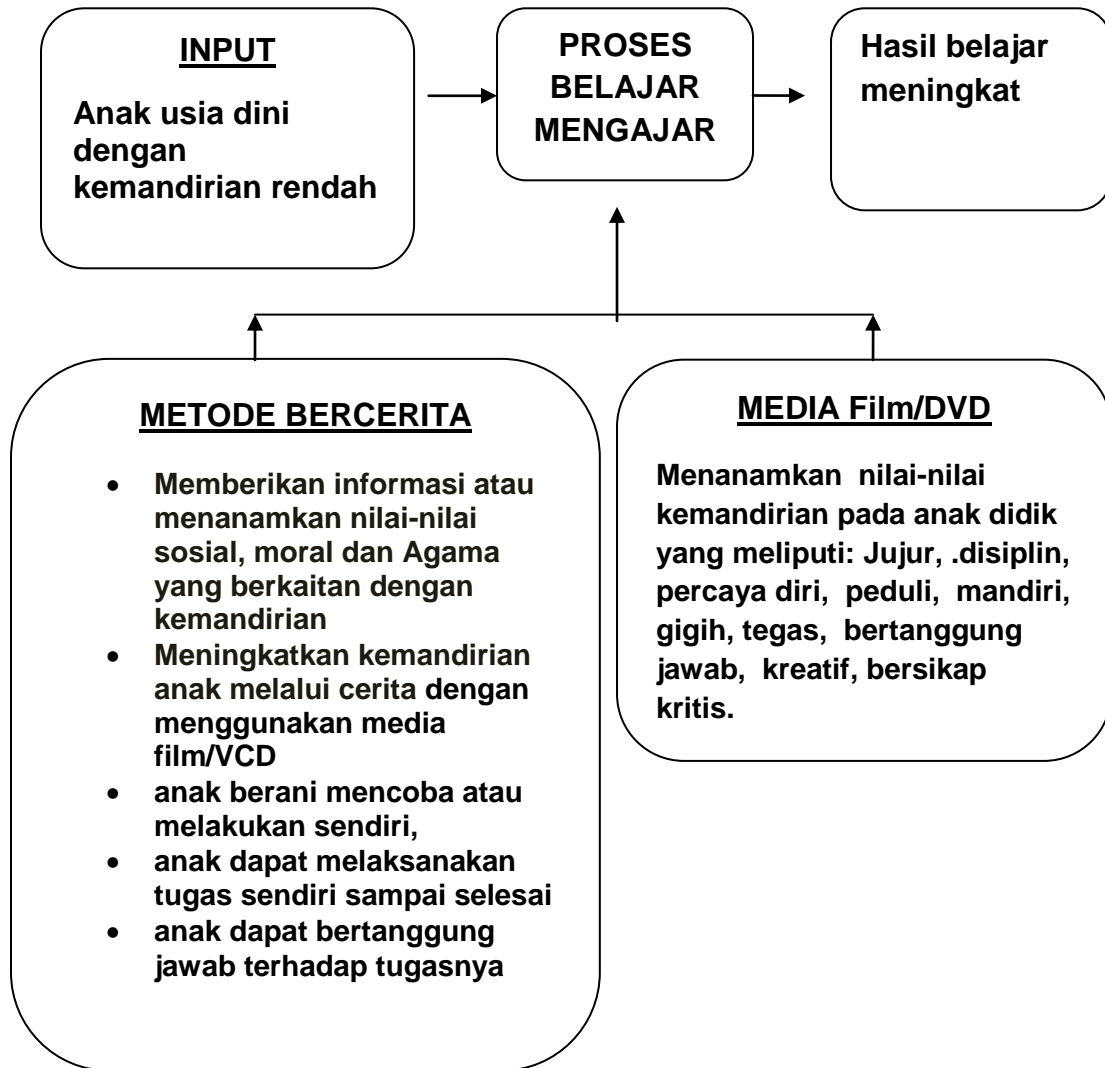 INPUT
Anak usia dini
dengan
kemandirian rendah
PROSES
BELAJAR
MENGAJAR
Hasil belajar
meningkat
METODE BERCERITA
• Memberikan informasi atau
menanamkan nilai-nilai
sosial, moral dan Agama
yang berkaitan dengan
kemandirian
• Meningkatkan kemandirian
anak melalui cerita dengan
menggunakan media
film/VCD
• anak berani mencoba atau
melakukan sendiri,
• anak dapat melaksanakan
tugas sendiri sampai selesai
• anak dapat bertanggung
jawab terhadap tugasnya
MEDIA Film/DVD
Menanamkan nilai-nilai
kemandirian pada anak didik
yang meliputi: Jujur, .disiplin,
percaya diri, peduli, mandiri,
gigih, tegas, bertanggung
jawab, kreatif, bersikap
kritis.